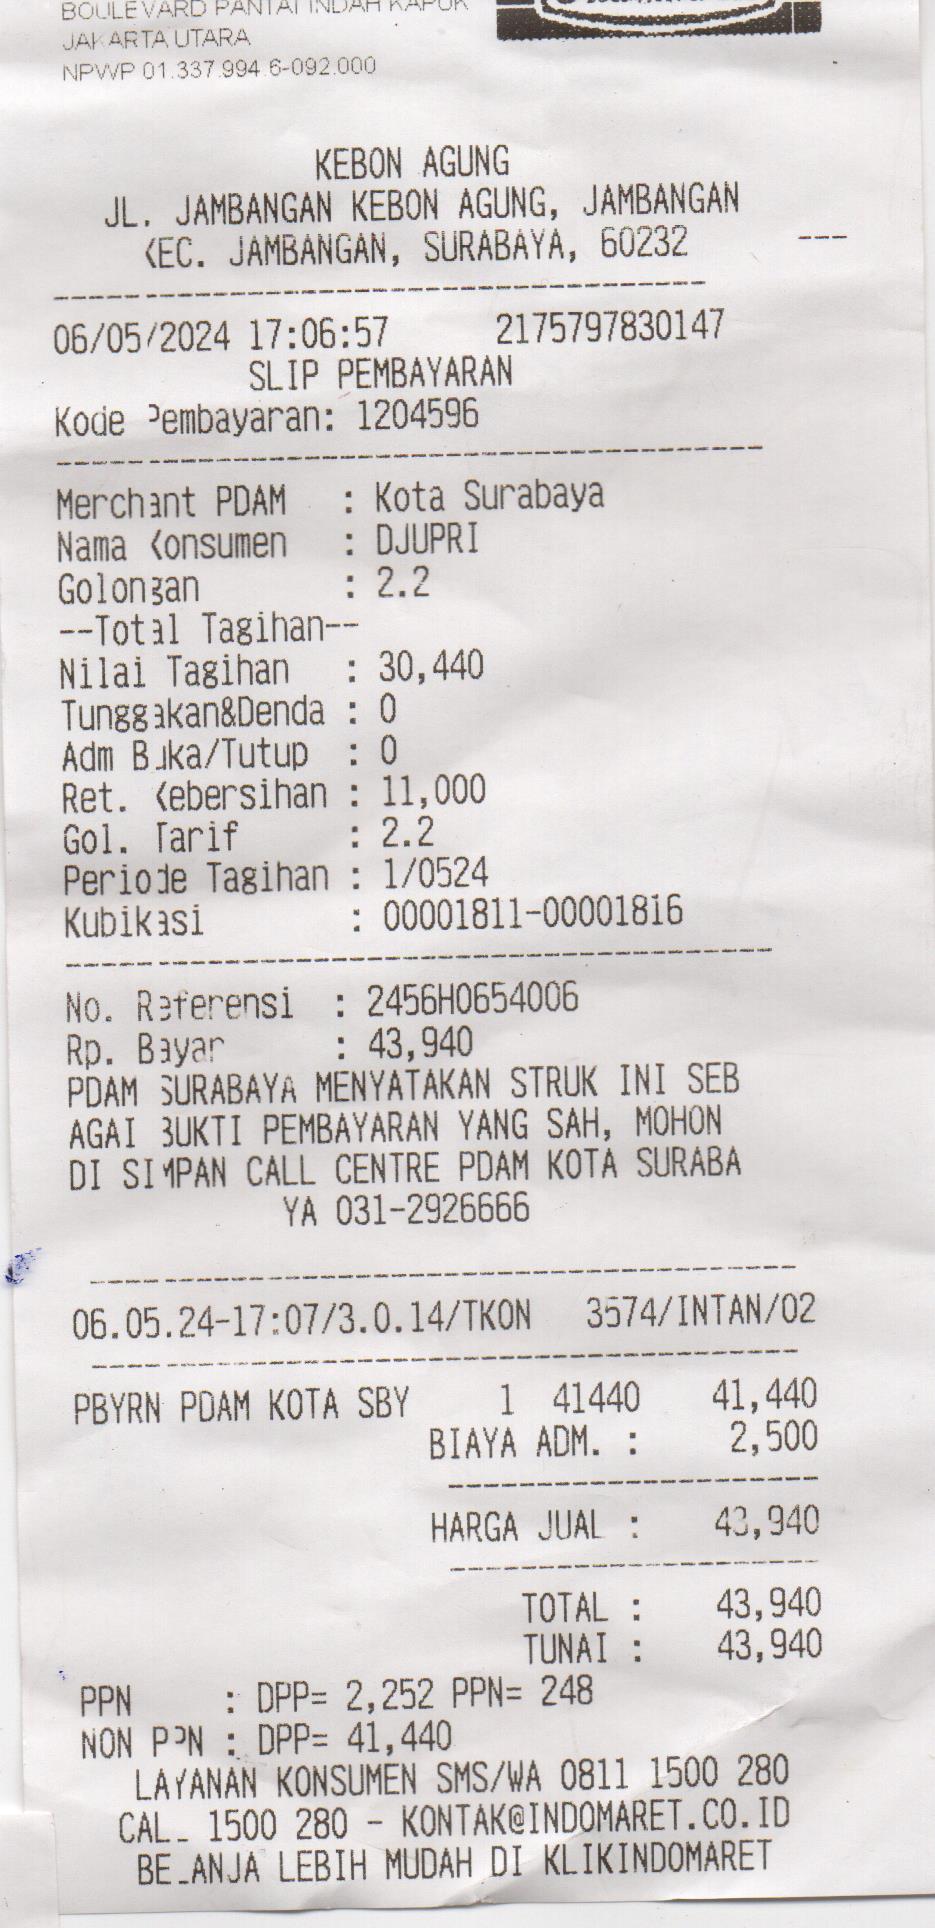 BOULEVARD PANTAI INDAH KAPUK
JAKARTA UTARA
NPWP 01.337.994.6-092.000
KEBON AGUNG
JL. JAMBANGAN KEBON AGUNG, JAMBANGAN
KEC. JAMBANGAN, SURABAYA, 60232 ---
06/05/2024 17:06:57 2175797830147
SLIP PEMBAYARAN
Kode Pembayaran: 1204596
Merchant PDAM : Kota Surabaya
Nama Konsumen : DJUPRI
Golongan : 2.2
--Total Tagihan--
Nilai Tagihan : 30,440
Tunggakan&Denda : 0
Adm Buka/Tutup : 0
Ret. Kebersihan : 11,000
Gol. Tarif : 2.2
Periode Tagihan : 1/0524
Kubikasi : 00001811-00001816
No. Referensi : 2456H0654006
Rp. Bayar : 43,940
PDAM SURABAYA MENYATAKAN STRUK INI SEB
AGAI BUKTI PEMBAYARAN YANG SAH, MOHON
DI SIMPAN CALL CENTRE PDAM KOTA SURABA
YA 031-2926666
06.05.24-17:07/3.0.14/TKON 3574/INTAN/02
PBYRN PDAM KOTA SBY 1 41440 41,440
BIAYA ADM. : 2,500
HARGA JUAL : 43,940
TOTAL : 43,940
TUNAI : 43,940
PPN : DPP= 2,252 PPN= 248
NON PPN : DPP= 41,440
LAYANAN KONSUMEN SMS/WA 0811 1500 280
CALL 1500 280 - KONTAK@INDOMARET.CO.ID
BELANJA LEBIH MUDAH DI KLIKINDOMARET